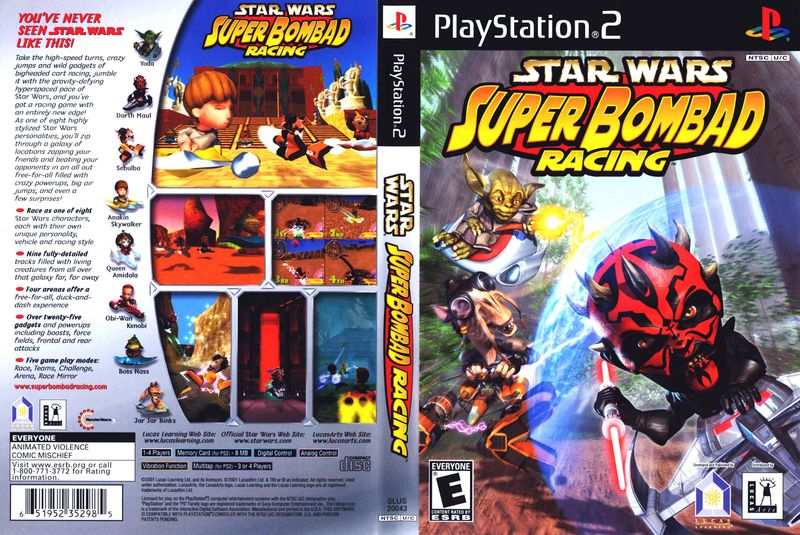 YOU'VE NEVER
SEEN STAR WARS
LIKE THIS!
Take the high-speed turns, crazy
jumps and wild gadgets of
bigheaded cart racing, jumble
it with the gravity-defying
hyperspaced pace of
Star Wars, and you've
got a racing game with
an entirely new edge!
As one of eight highly
stylized Star Wars
personalities, you'll zip
through a galaxy of
locations zapping your
friends and beating your
opponents in an all out
free-for-all filled with
crazy powerups, big air
jumps, and even a
few surprises!
Race as one of eight
Star Wars characters,
each with their own
unique personality,
vehicle and racing style
Nine fully-detailed
tracks filled with living
creatures from all over
that galaxy far, far away
Four arenas offer a
free-for-all, duck-and-
dash experience
Over twenty-five
gadgets and powerups
including boosts, force
fields, frontal and rear
attacks
Five game play modes:
Race, Teams, Challenge,
Arena, Race Mirror
www.superbombadracing.com
Yoda
Darth Maul
Sebulba
Anakin
Skywalker
Queen
Amidala
Obi-Wan
Kenobi
Boss Nass
Jar Jar Binks
STAR WARS
SUPER BOMBAD
RACING
3RD
4TH
LUCAS
LEARNING
LUCAS
Arts
EVERYONE
ANIMATED VIOLENCE
COMIC MISCHIEF
Visit www.esrb.org or call
1-800-771-3772 for Rating
information.
6 51952 35298 5
Lucas Learning Web Site:
www.lucaslearning.com
Official Star Wars Web Site:
www.starwars.com
LucasArts Web Site:
www.lucasarts.com
1-4 Players
Memory Card (for PS2) - 8 MB
Digital Control
Analog Control
Vibration Function
Multitap (for PS2) - 3 or 4 Players
COMPACT
disc
PlayStation®2
STAR
WARS
SUPER BOMBAD RACING
SLUS
20043
NTSC U/C
PlayStation®2
NTSC U/C
STAR WARS
SUPER BOMBAD
RACING
EVERYONE
E
CONTENT RATED BY
ESRB
LUCAS
LEARNING
LUCAS
Arts